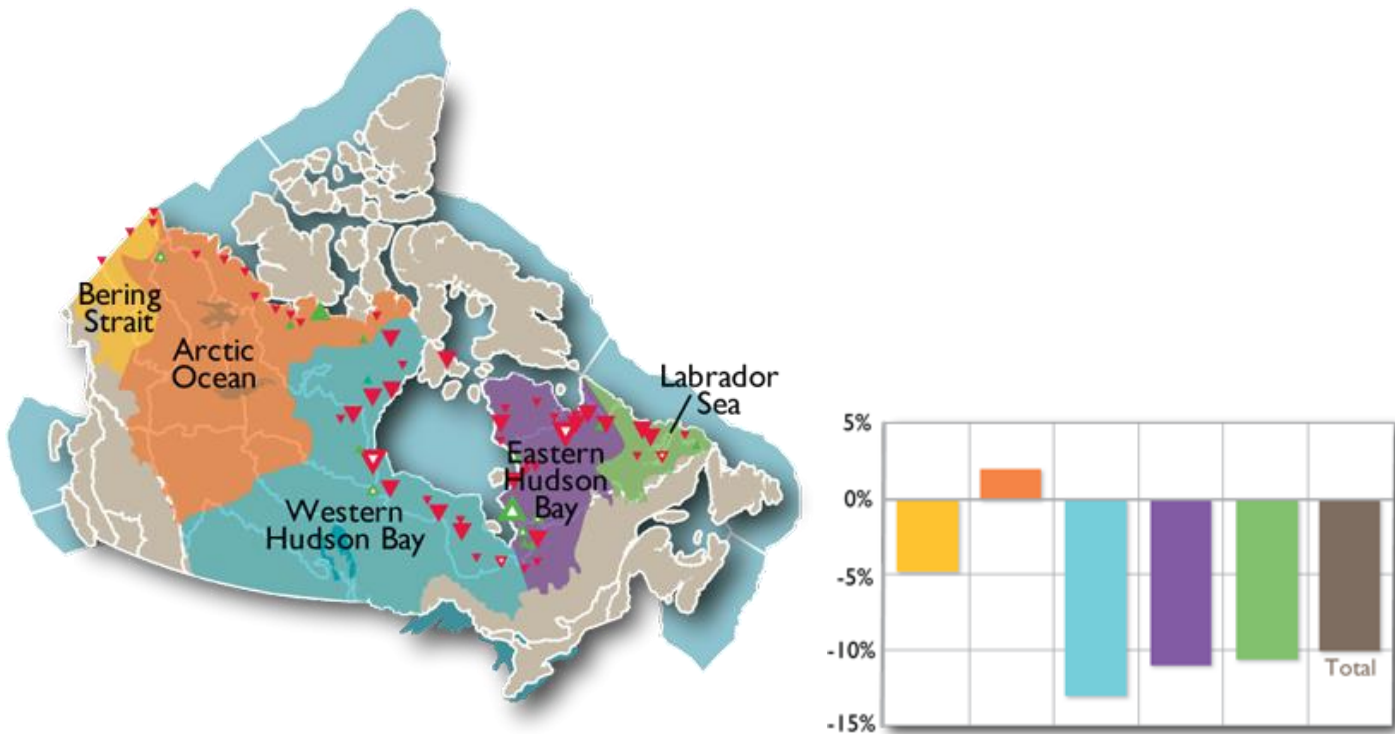 Bering
Strait
Arctic
Ocean
Labrador
Sea
Eastern
Hudson
Bay
Western
Hudson Bay
5%
0%
-5%
-10%
-15%
Total